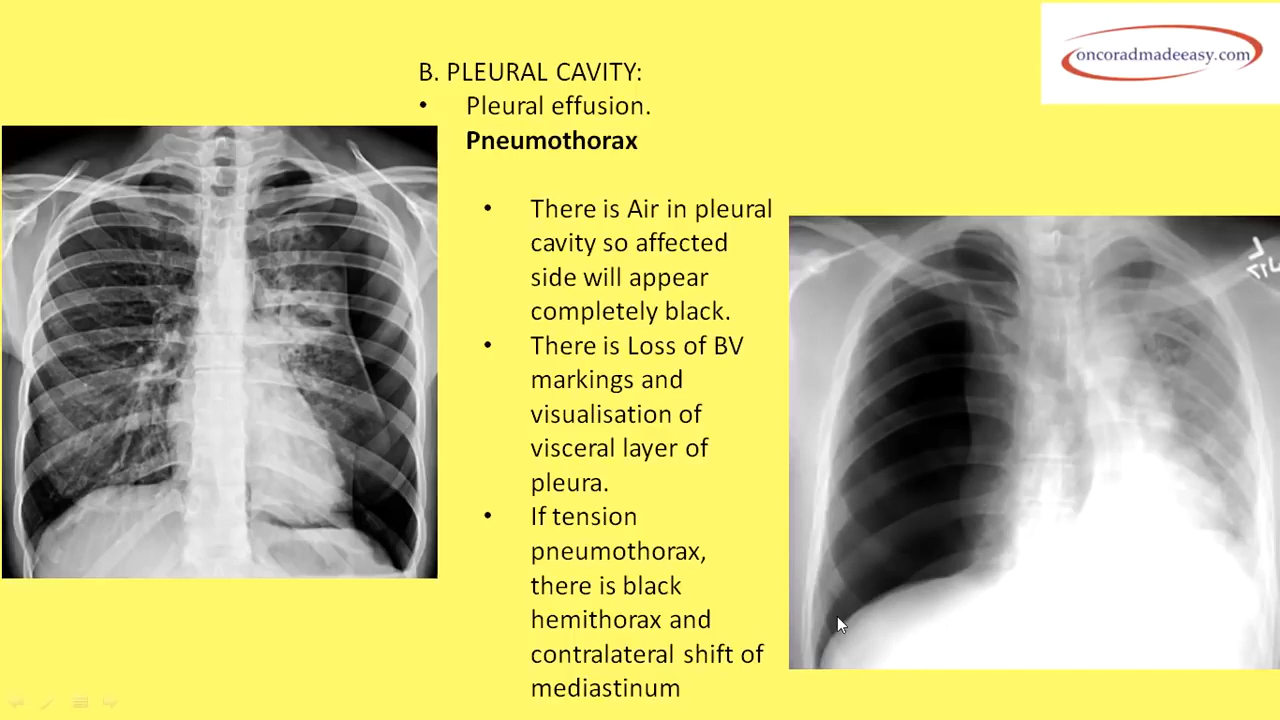 oncoradmadeeasy.com
B. PLEURAL CAVITY:
• Pleural effusion.
Pneumothorax
• There is Air in pleural
cavity so affected
side will appear
completely black.
• There is Loss of BV
markings and
visualisation of
visceral layer of
pleura.
• If tension
pneumothorax,
there is black
hemithorax and
contralateral shift of
mediastinum
L